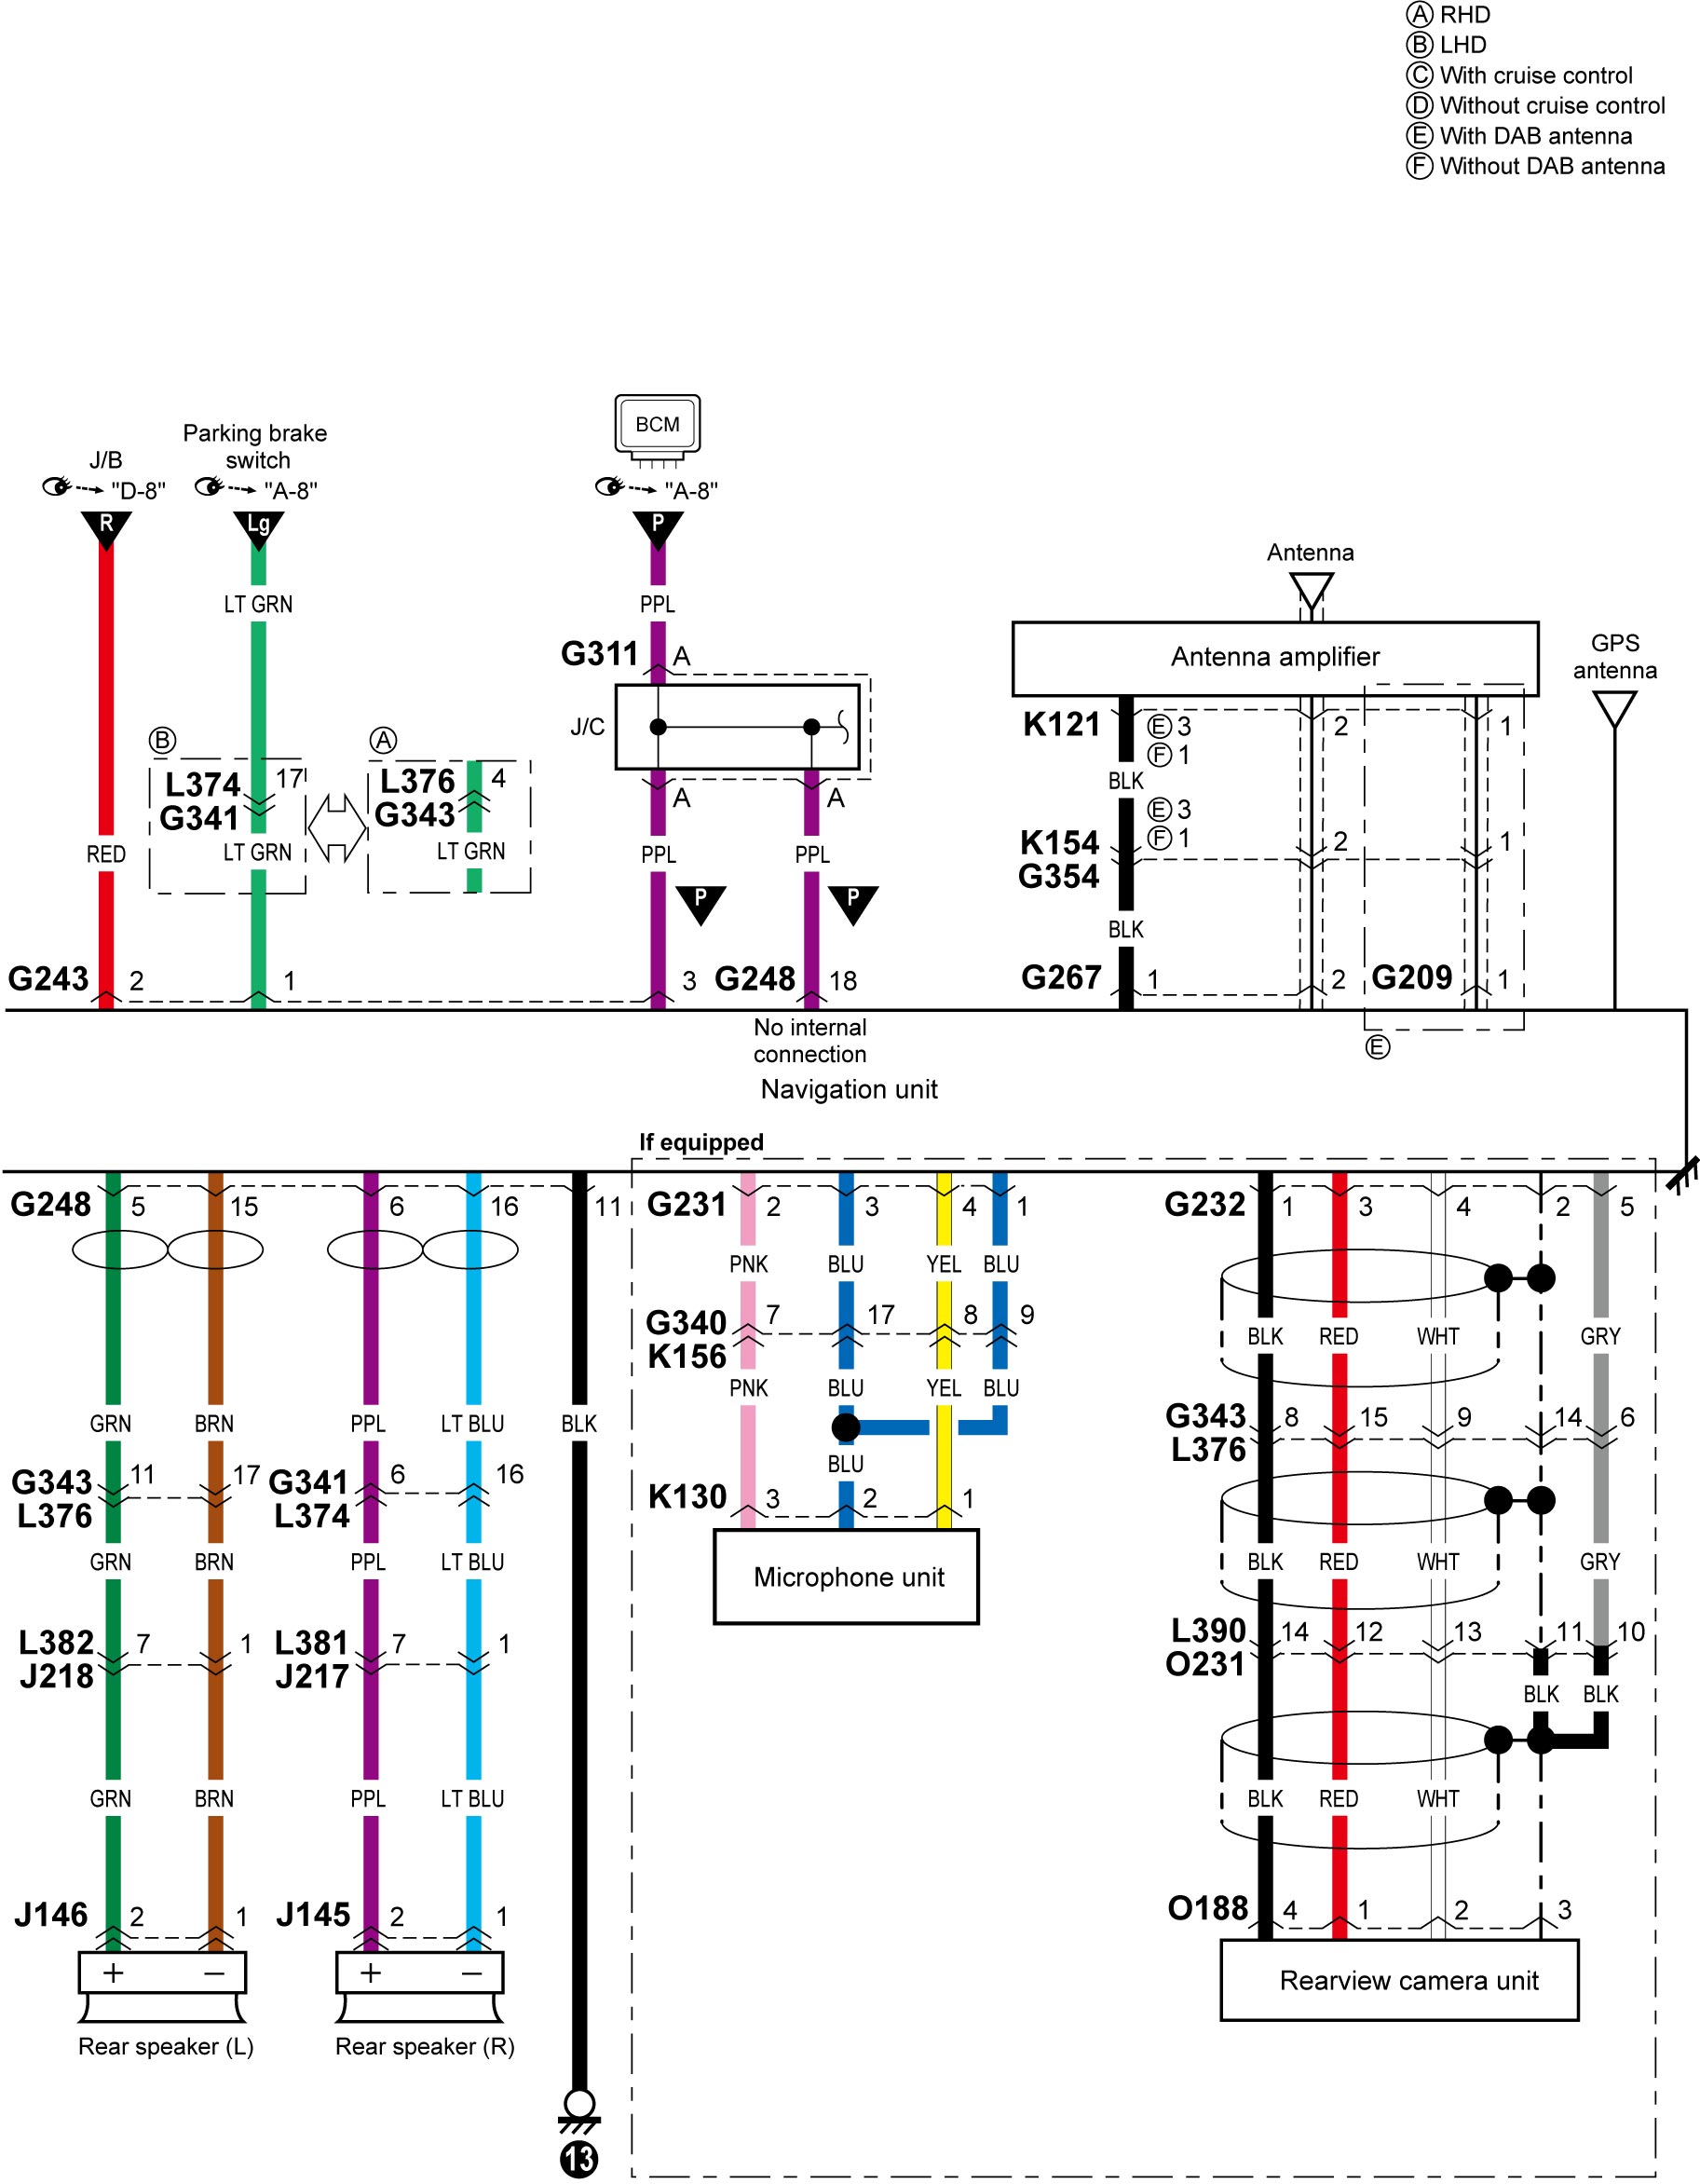 A RHD
B LHD
C With cruise control
D Without cruise control
E With DAB antenna
F Without DAB antenna
J/B
"D-8"
R
Parking brake
switch
"A-8"
Lg
BCM
"A-8"
P
Antenna
LT GRN
PPL
Antenna amplifier
GPS
antenna
G311 A
J/C
K121 E 3 F 1 2 1
B
L374 17
G341
A
L376 4
G343
BLK
A A
E 3
F 1
K154 2 1
G354
RED LT GRN LT GRN PPL PPL
P P
BLK
G243 2 1 3 G248 18 G267 1 2 G209 1
No internal
connection
E
Navigation unit
If equipped
G248 5 15 6 16 11 G231 2 3 4 1 G232 1 3 4 2 5
PNK BLU YEL BLU
G340 7 17 8 9
K156
BLK RED WHT GRY
PNK BLU YEL BLU
G343 8 15 9 14 6
L376
GRN BRN PPL LT BLU BLK
BLU
G343 11 17 G341 6 16
L376 L374
K130 3 2 1
GRN BRN PPL LT BLU
BLK RED WHT GRY
Microphone unit
L382 7 1 L381 7 1
J218 J217
L390 14 12 13 11 10
O231
BLK BLK
GRN BRN PPL LT BLU
BLK RED WHT
J146 2 1 J145 2 1
O188 4 1 2 3
+ − + −
Rearview camera unit
Rear speaker (L) Rear speaker (R)
13